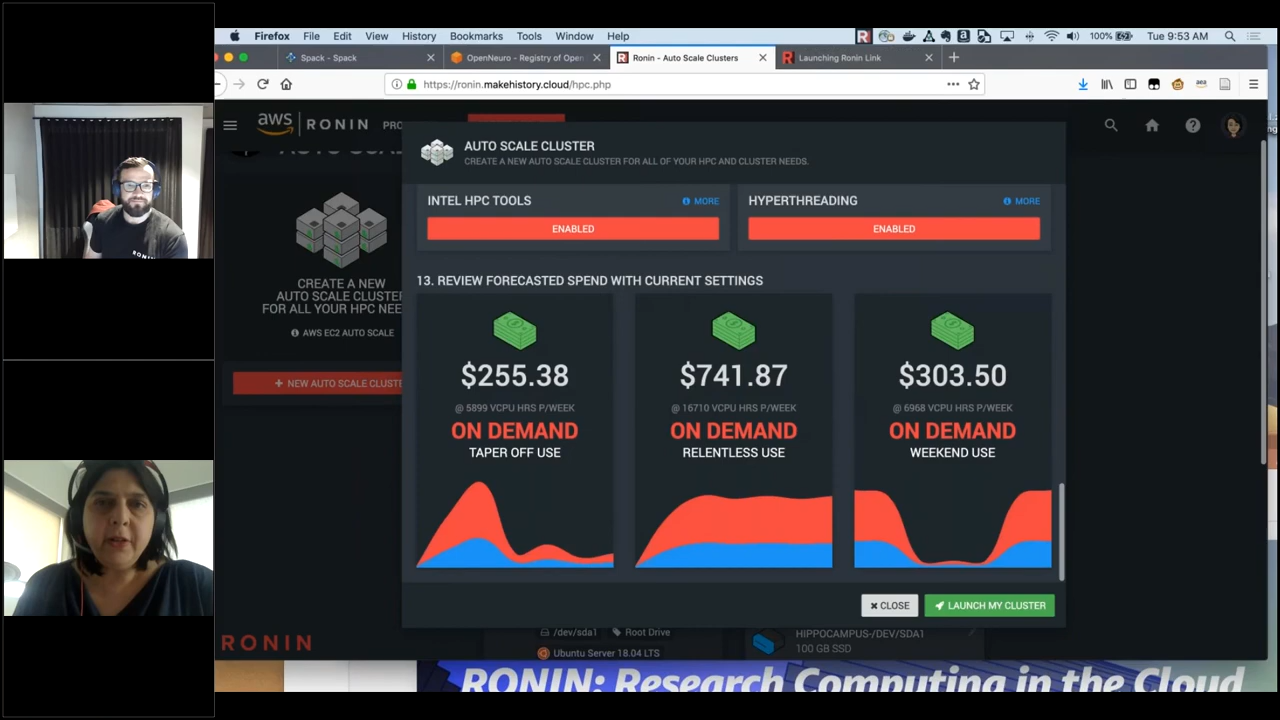 Firefox File Edit View History Bookmarks Tools Window Help 100% Tue 9:53 AM
Spack - Spack
OpenNeuro - Registry of Open
Ronin - Auto Scale Clusters
Launching Ronin Link
https://ronin.makehistory.cloud/hpc.php
aws RONIN
AUTO SCALE CLUSTER
CREATE A NEW AUTO SCALE CLUSTER FOR ALL OF YOUR HPC AND CLUSTER NEEDS.
INTEL HPC TOOLS MORE
ENABLED
HYPERTHREADING MORE
ENABLED
CREATE A NEW
AUTO SCALE CLUSTER
FOR ALL YOUR HPC NEE
AWS EC2 AUTO SCALE
+ NEW AUTO SCALE CLUSTE
13. REVIEW FORECASTED SPEND WITH CURRENT SETTINGS
$255.38
@ 5899 VCPU HRS P/WEEK
ON DEMAND
TAPER OFF USE
$741.87
@ 16710 VCPU HRS P/WEEK
ON DEMAND
RELENTLESS USE
$303.50
@ 6968 VCPU HRS P/WEEK
ON DEMAND
WEEKEND USE
CLOSE
LAUNCH MY CLUSTER
RONIN
/dev/sda1 Root Drive
Ubuntu Server 18.04 LTS
HIPPOCAMPUS-/DEV/SDA1
100 GB SSD
RONIN: Research Computing in the Cloud
RONIN